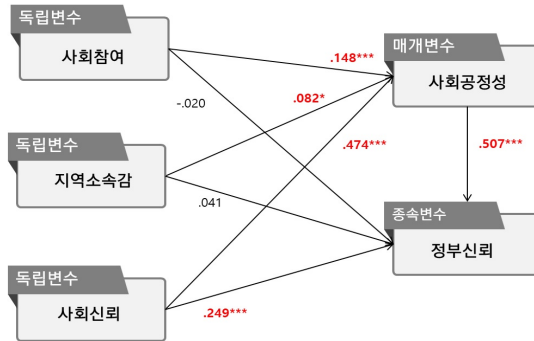 독립변수
사회참여
매개변수
사회공정성
.148***
-.020
.082*
독립변수
지역소속감
.474***
.507***
.041
종속변수
정부신뢰
독립변수
사회신뢰
.249***